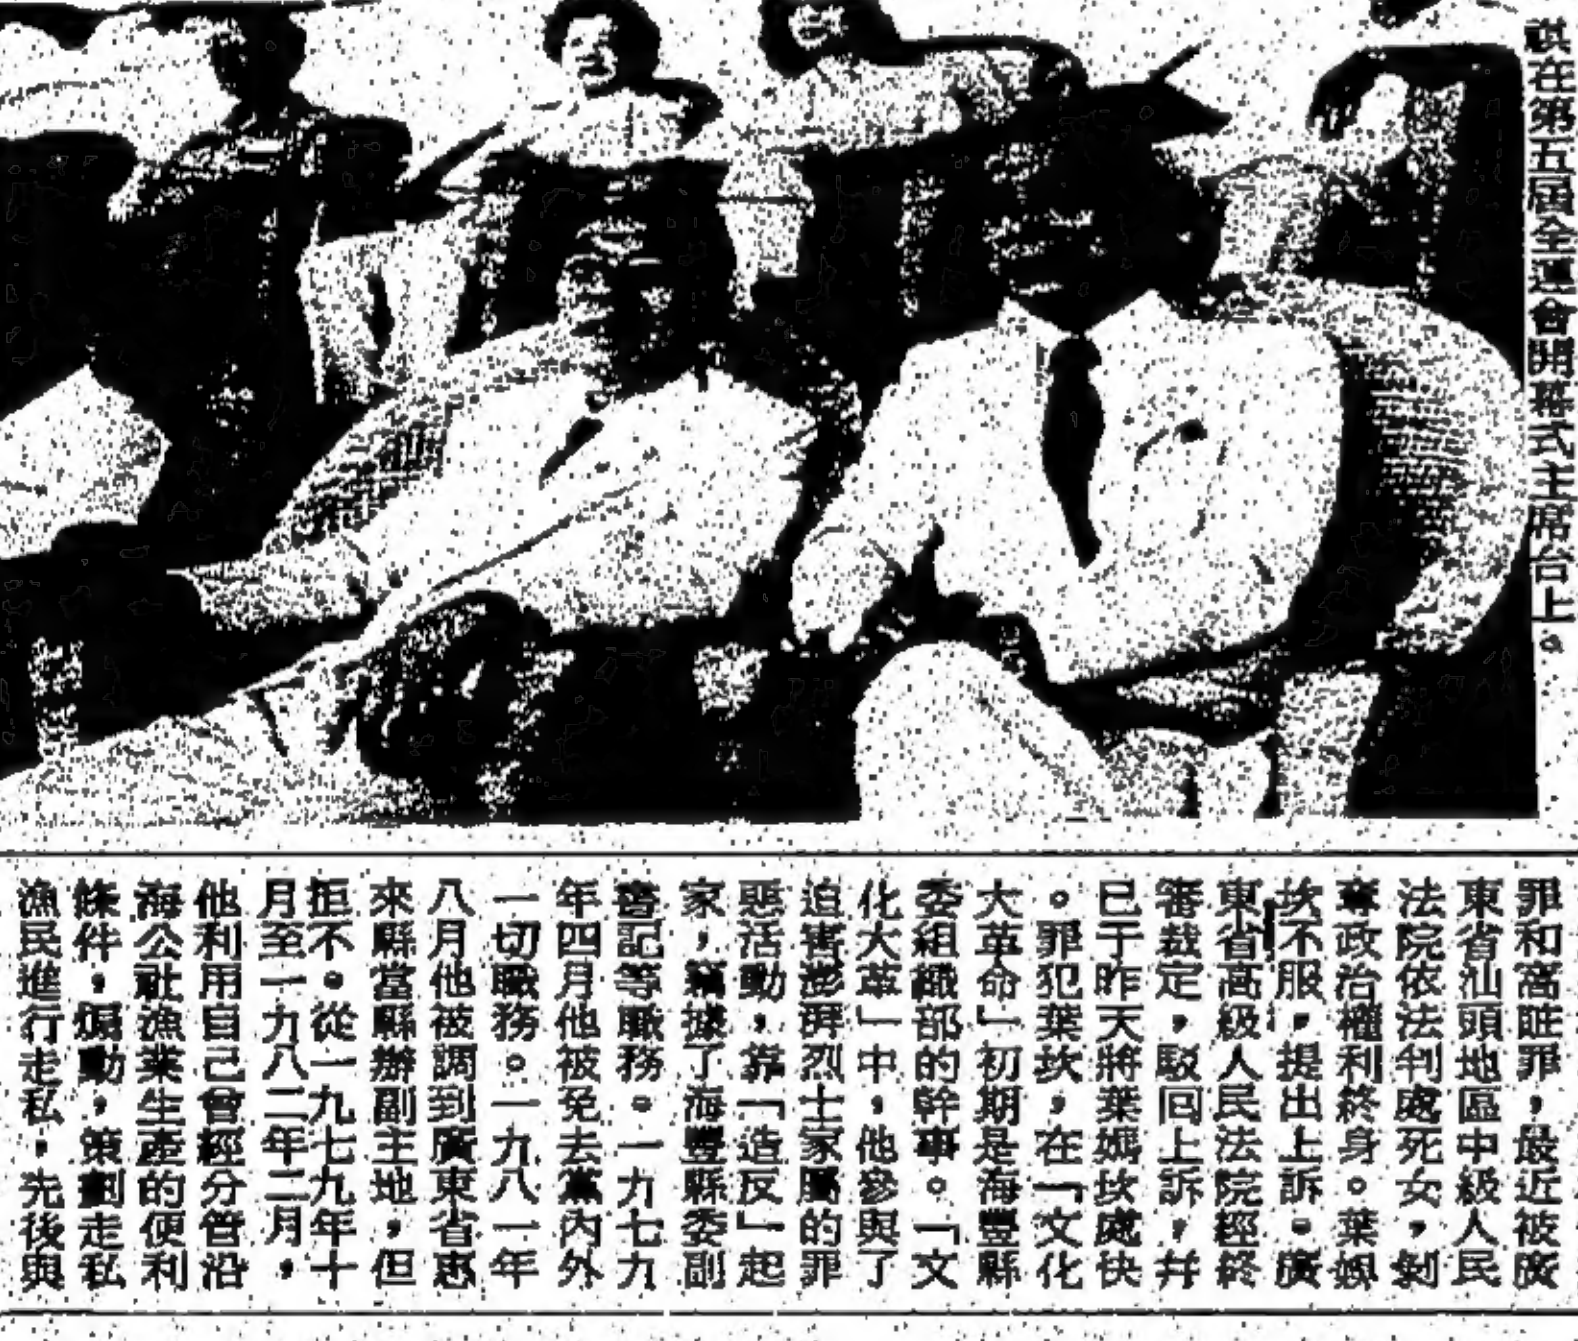 祺在第五届全運會開幕式主席台上。
罪和窩賍罪，最近被廣
東省汕頭地區中級人民
法院依法判處死女，剝
奪政治權利終身。葉媽
坎不服，提出上訴。廣
東省高級人民法院經終
審裁定，駁回上訴，幷
已于昨天將葉媽坎處快
。罪犯葉坎，在「文化
大革命」初期是海豐縣
委組織部的幹事。「文
化大革」中，他參與了
迫害澎湃烈士家屬的罪
惡活動，靠「造反」起
家，竊據了海豐縣委副
書記等職務。一九七九
年四月他被免去黨內外
一切職務。一九八一年
八月他被調到廣東省惠
來縣當縣辦副主地，但
拒不。從一九七九年十
月至一九八二年二月，
他利用自己曾經分管沿
海公社漁業生產的便利
條件，煽動，策劃走私
漁民進行走私，先後與